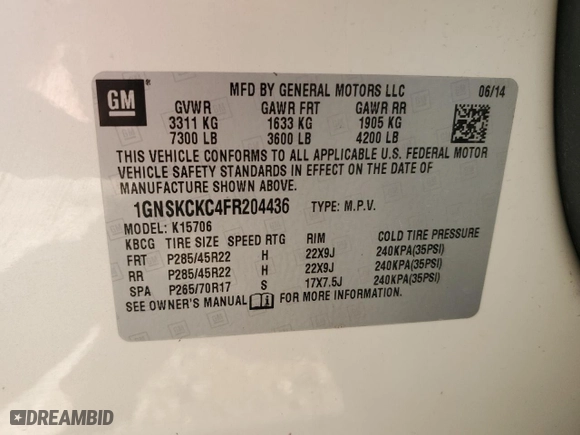 GM
MFD BY GENERAL MOTORS LLC 06/14
GVWR GAWR FRT GAWR RR
3311 KG 1633 KG 1905 KG
7300 LB 3600 LB 4200 LB
THIS VEHICLE CONFORMS TO ALL APPLICABLE U.S. FEDERAL MOTOR
VEHICLE SAFETY STANDARDS IN EFFECT ON THE DATE OF
MANUFACTURE SHOWN ABOVE.
1GNSKCKC4FR204436 TYPE: M.P.V.
MODEL: K15706
KBCG TIRE SIZE SPEED RTG RIM COLD TIRE PRESSURE
FRT P285/45R22 H 22X9J 240KPA(35PSI)
RR P285/45R22 H 22X9J 240KPA(35PSI)
SPA P265/70R17 S 17X7.5J 240KPA(35PSI)
SEE OWNER'S MANUAL FOR MORE INFORMATION.
DREAMBID